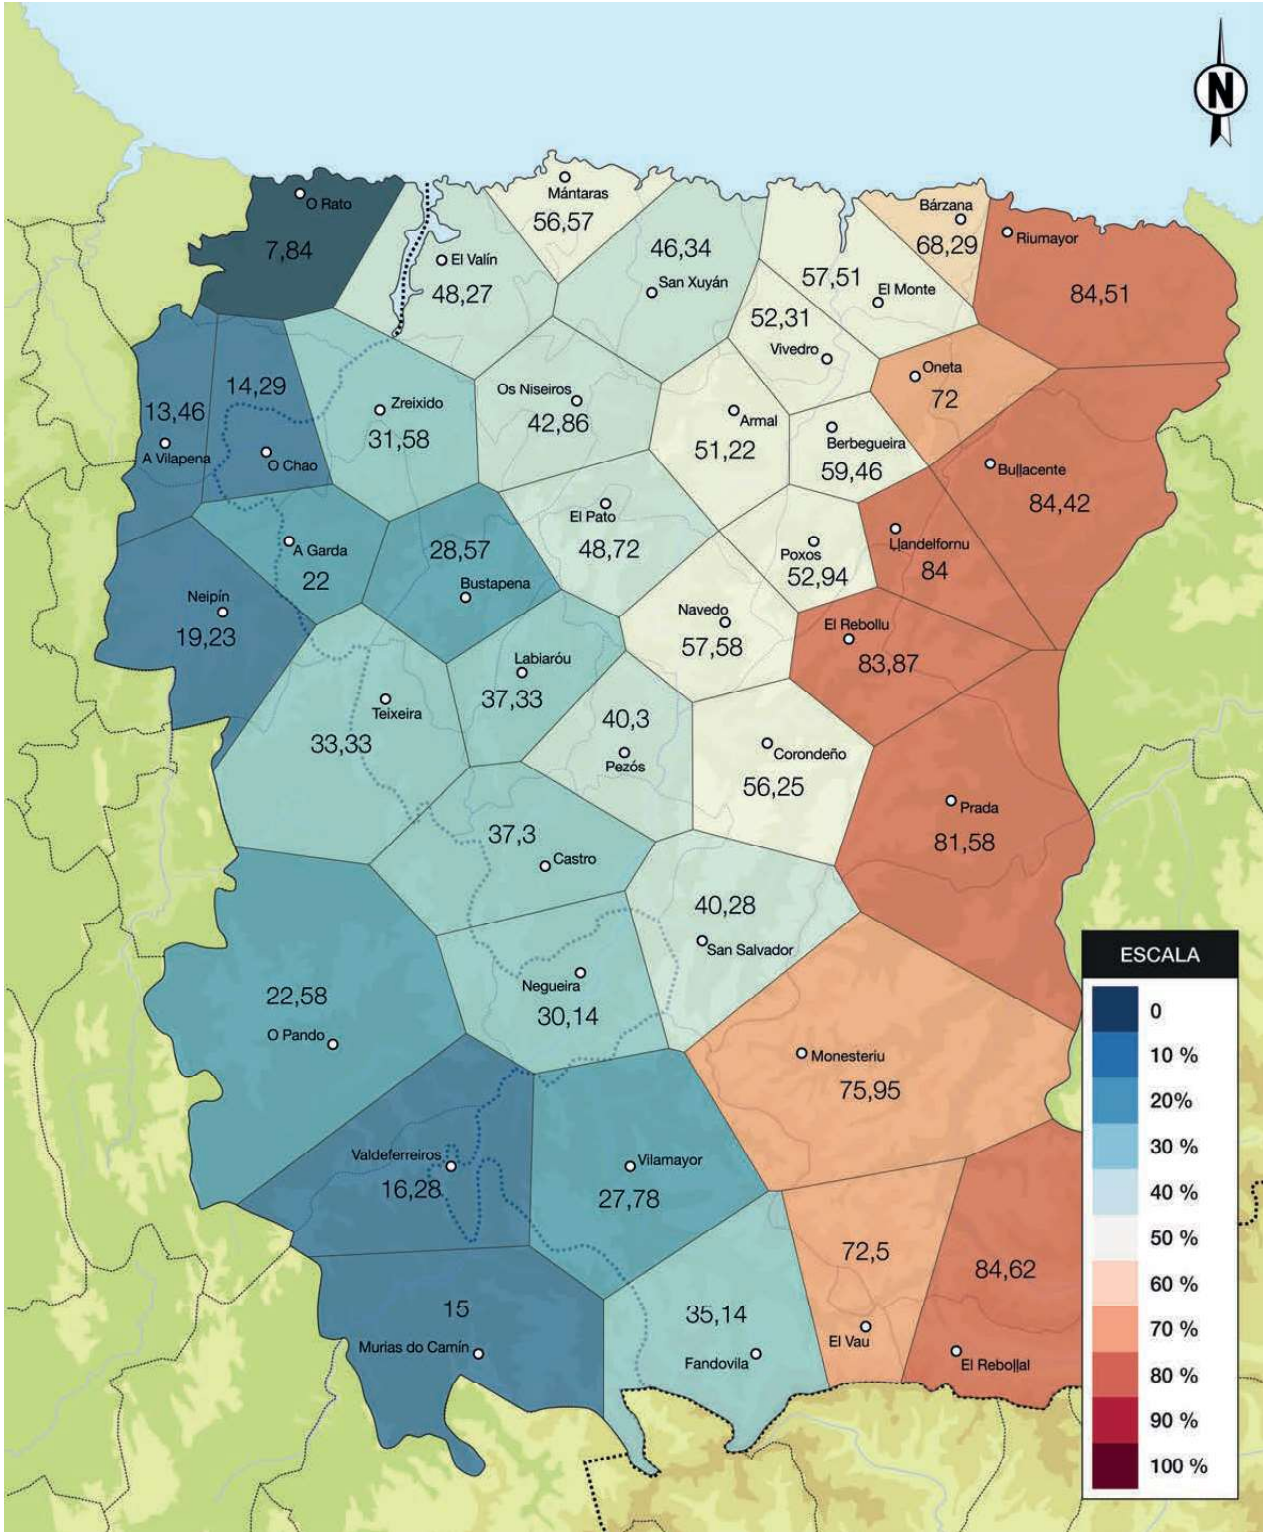 N
Mántaras
56,57
O Rato
7,84
El Valín
48,27
46,34
San Xuyán
Bárzana
68,29
Riumayor
84,51
57,51
El Monte
52,31
Vivedro
Oneta
72
14,29
O Chao
13,46
A Vilapena
Zreixido
31,58
Os Niseiros
42,86
Armal
51,22
Berbegueira
59,46
Buḷḷacente
84,42
El Pato
48,72
A Garda
22
28,57
Bustapena
Poxos
52,94
Ḷḷandelfornu
84
Neipín
19,23
Navedo
57,58
El Rebollu
83,87
Labiaróu
37,33
Teixeira
33,33
40,3
Pezós
Corondeño
56,25
Prada
81,58
37,3
Castro
40,28
San Salvador
Negueira
30,14
22,58
O Pando
Monesteriu
75,95
Valdeferreiros
16,28
Vilamayor
27,78
72,5
El Vau
84,62
El Reboḷḷal
15
Murias do Camín
35,14
Fandovila
ESCALA
0
10 %
20%
30 %
40 %
50 %
60 %
70 %
80 %
90 %
100 %